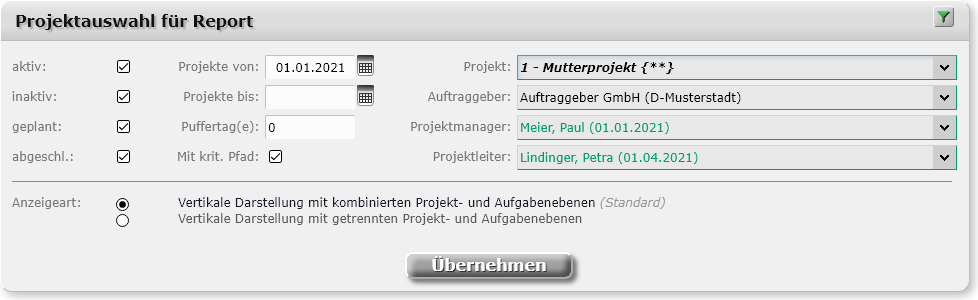 Projektauswahl für Report
aktiv: Projekte von: 01.01.2021 Projekt: 1 - Mutterprojekt {**}
inaktiv: Projekte bis: Auftraggeber: Auftraggeber GmbH (D-Musterstadt)
geplant: Puffertag(e): 0 Projektmanager: Meier, Paul (01.01.2021)
abgeschl.: Mit krit. Pfad: Projektleiter: Lindinger, Petra (01.04.2021)
Anzeigeart: Vertikale Darstellung mit kombinierten Projekt- und Aufgabenebenen (Standard)
Vertikale Darstellung mit getrennten Projekt- und Aufgabenebenen
Übernehmen